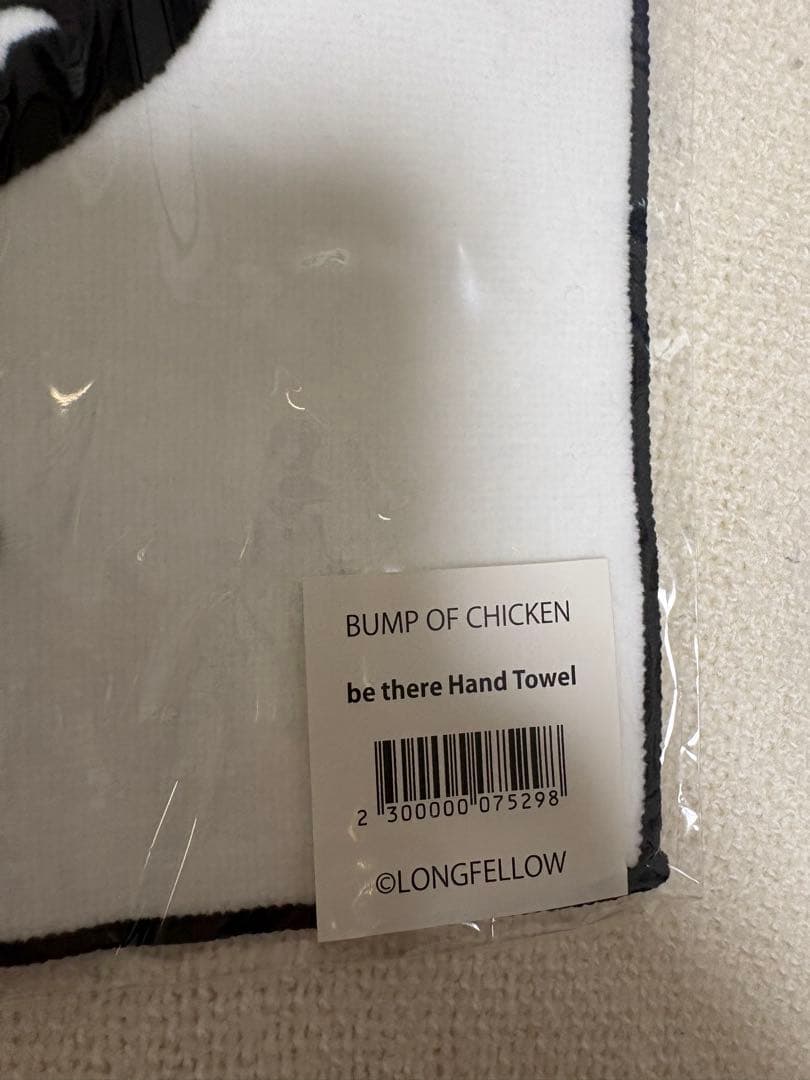 BUMP OF CHICKEN
be there Hand Towel
2 300000 075298
©LONGFELLOW